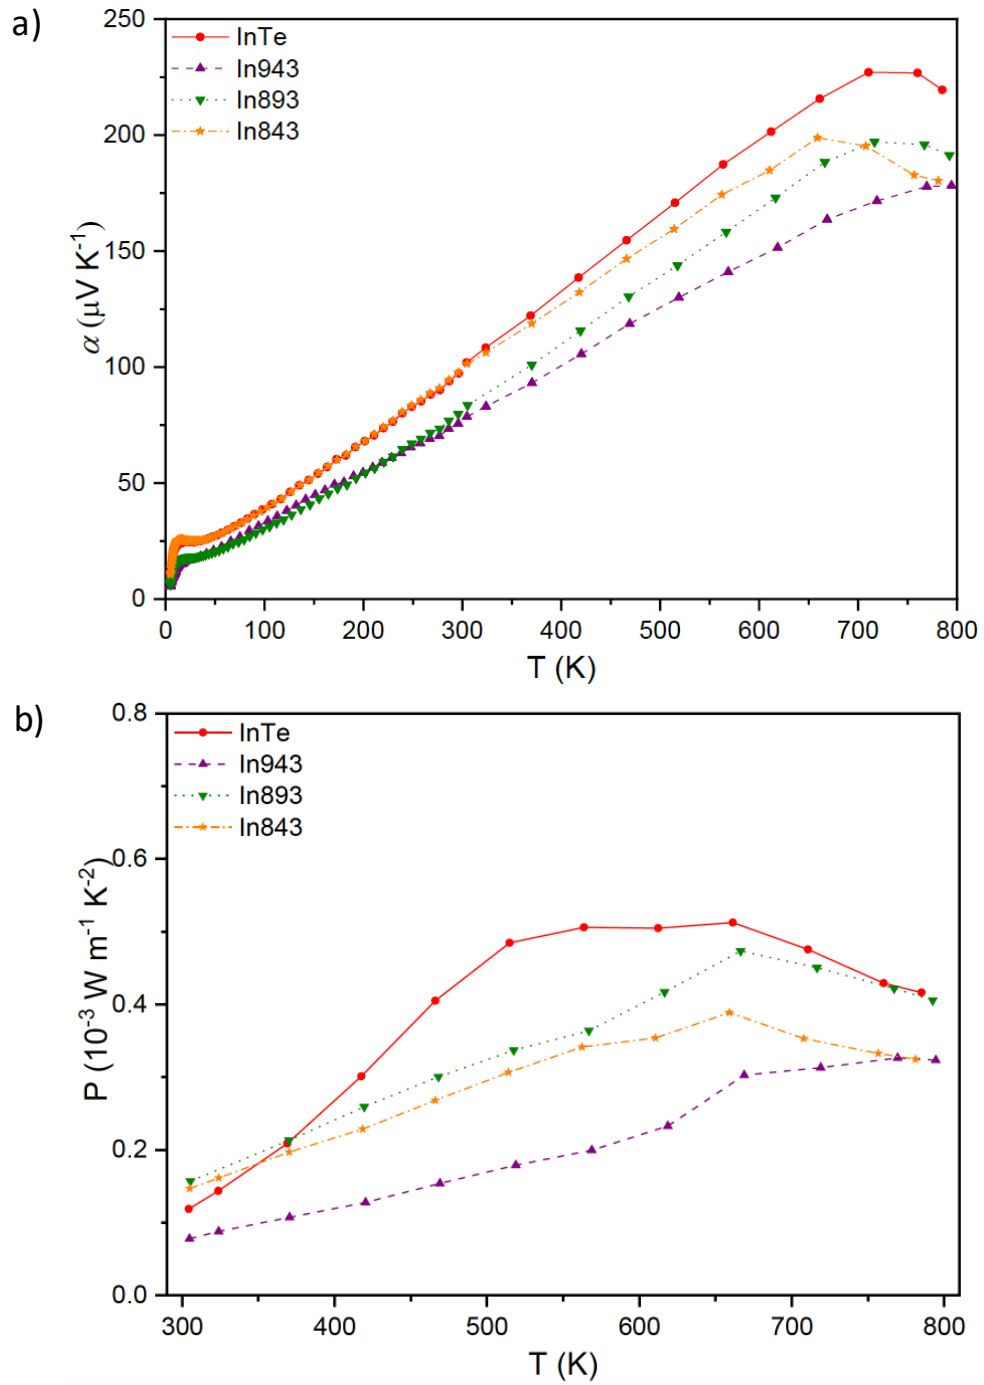 a)
250
200
150
100
50
0
α (μV K⁻¹)
InTe
In943
In893
In843
0 100 200 300 400 500 600 700 800
T (K)
b)
0.8
0.6
0.4
0.2
0.0
P (10⁻³ W m⁻¹ K⁻²)
InTe
In943
In893
In843
300 400 500 600 700 800
T (K)